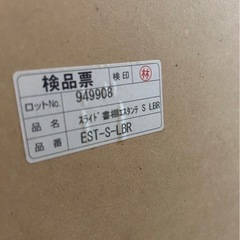 検品票 検印 林
ロットNo. 949908
品名 スライド書棚エスタンテ S LBR
品名 EST-S-LBR